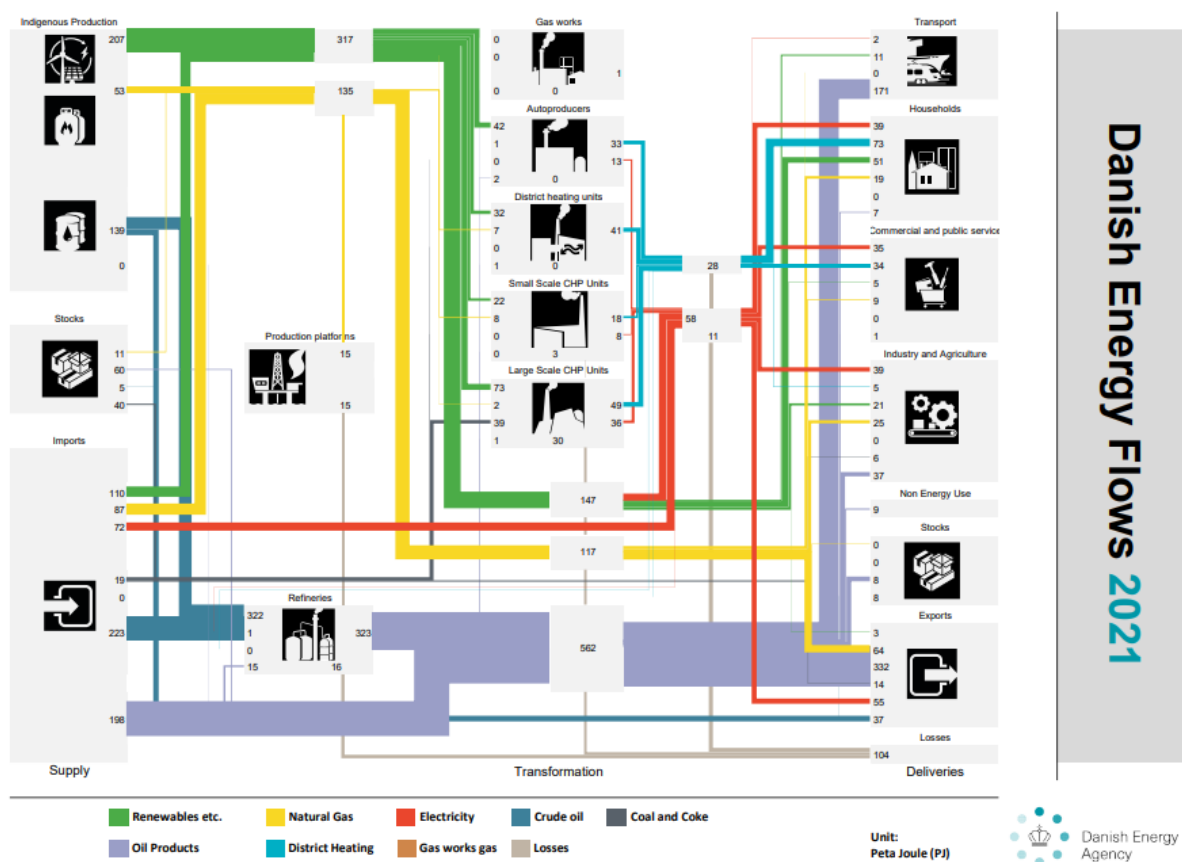 Indigenous Production
207
53
139
0
Stocks
11
60
5
40
Imports
110
87
72
19
0
223
198
Supply
317
135
Production platforms
15
15
Refineries
322
1
0
15
323
16
Gas works
0
0
1
0
0
Autoproducers
42
1
0
2
0
33
13
District heating units
32
7
0
1
0
41
Small Scale CHP Units
22
8
0
0
3
18
8
Large Scale CHP Units
73
2
39
1
30
49
36
147
117
562
Transformation
28
58
11
Transport
2
11
0
171
Households
39
73
51
19
0
7
Commercial and public service
35
34
5
9
0
1
Industry and Agriculture
39
5
21
25
0
6
37
Non Energy Use
9
Stocks
0
0
8
8
Exports
3
64
332
14
55
37
Losses
104
Deliveries
Danish Energy Flows 2021
Renewables etc.
Natural Gas
Electricity
Crude oil
Coal and Coke
Oil Products
District Heating
Gas works gas
Losses
Unit:
Peta Joule (PJ)
Danish Energy
Agency